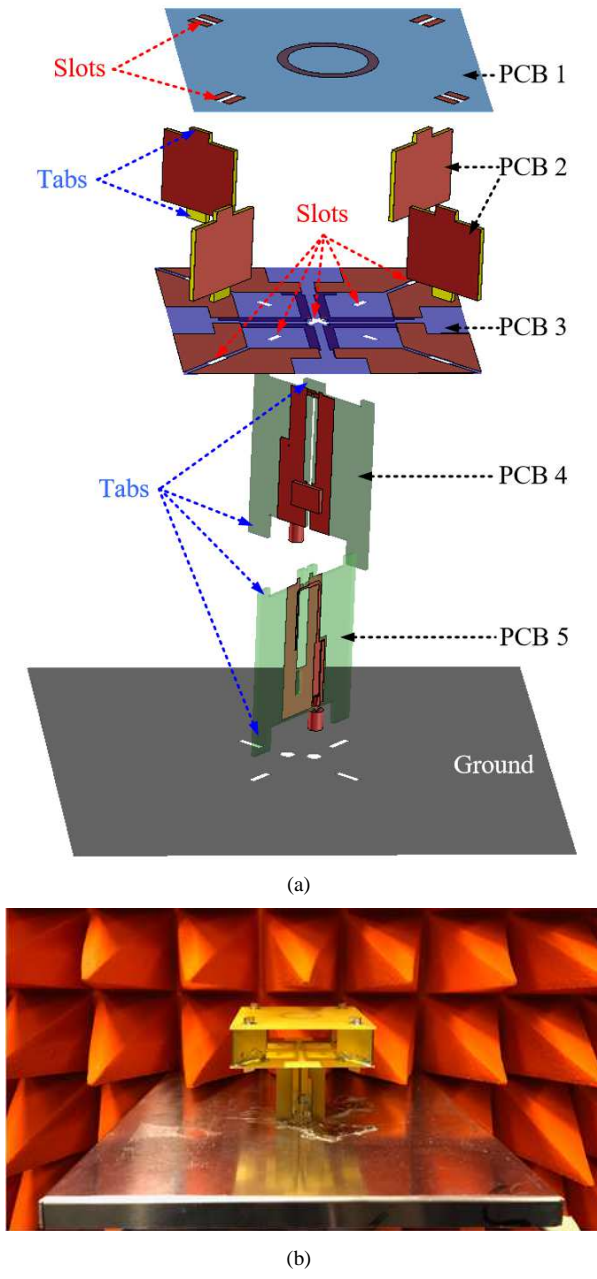 Slots
PCB 1
Tabs
PCB 2
Slots
PCB 3
Tabs
PCB 4
PCB 5
Ground
(a)
(b)